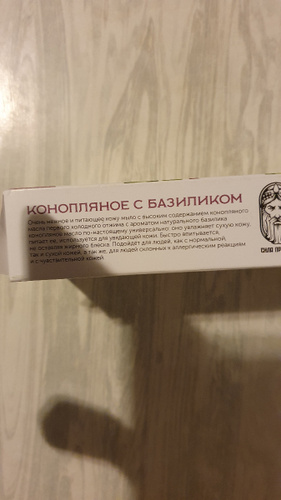 КОНОПЛЯНОЕ С БАЗИЛИКОМ
Очень нежное и питающее кожу мыло с высоким содержанием конопляного
масла первого холодного отжима с ароматом натурального базилика
конопляное масло по-настоящему универсально: оно увлажняет сухую кожу,
питает ее, используется для увядающей кожи. Быстро впитывается,
не оставляя жирного блеска. Подойдёт для людей, как с нормальной,
так и сухой кожей, а так же, для людей склонных к аллергическим реакциям
и с чувствительной кожей.
СИЛА